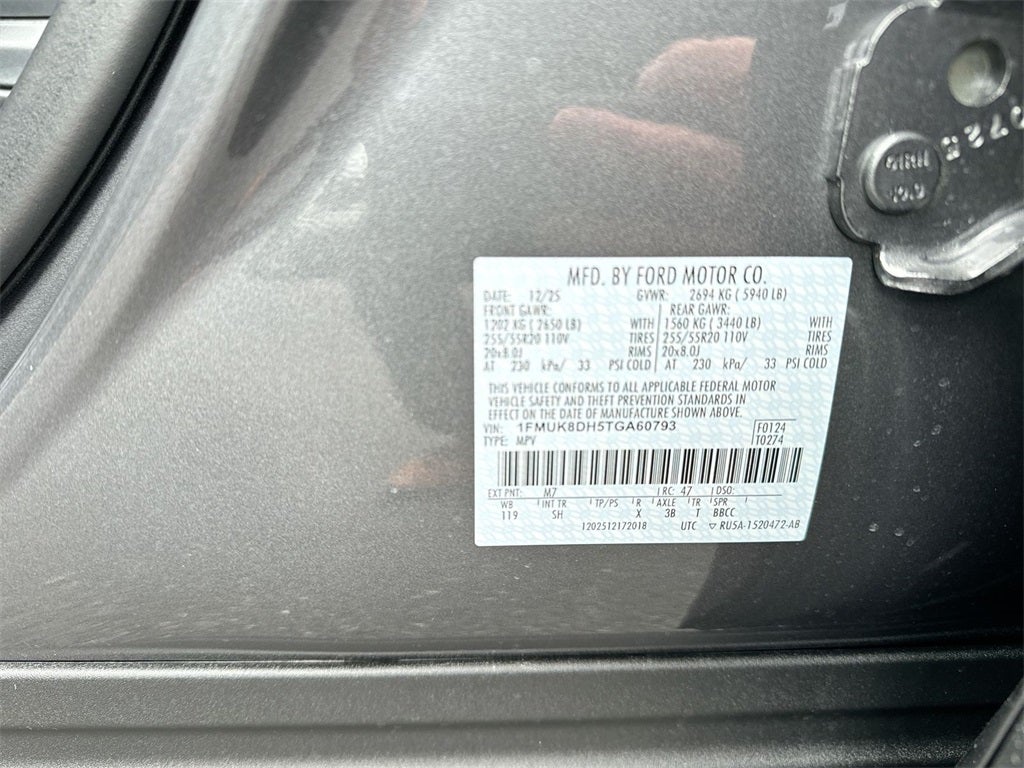 MFD. BY FORD MOTOR CO.
DATE: 12/25 GVWR: 2694 KG ( 5940 LB)
FRONT GAWR: REAR GAWR:
1202 KG ( 2650 LB) WITH 1560 KG ( 3440 LB) WITH
255/55R20 110V TIRES 255/55R20 110V TIRES
20x8.0J RIMS 20x8.0J RIMS
AT 230 kPa/ 33 PSI COLD AT 230 kPa/ 33 PSI COLD
THIS VEHICLE CONFORMS TO ALL APPLICABLE FEDERAL MOTOR
VEHICLE SAFETY AND THEFT PREVENTION STANDARDS IN
EFFECT ON THE DATE OF MANUFACTURE SHOWN ABOVE.
VIN: 1FMUK8DH5TGA60793 F0124
TYPE: MPV T0274
EXT PNT: M7 RC: 47 DSO:
WB INT TR TP/PS R AXLE TR SPR
119 SH X 3B T BBCC
1202512172018 UTC ▽ RU5A-1520472-AB